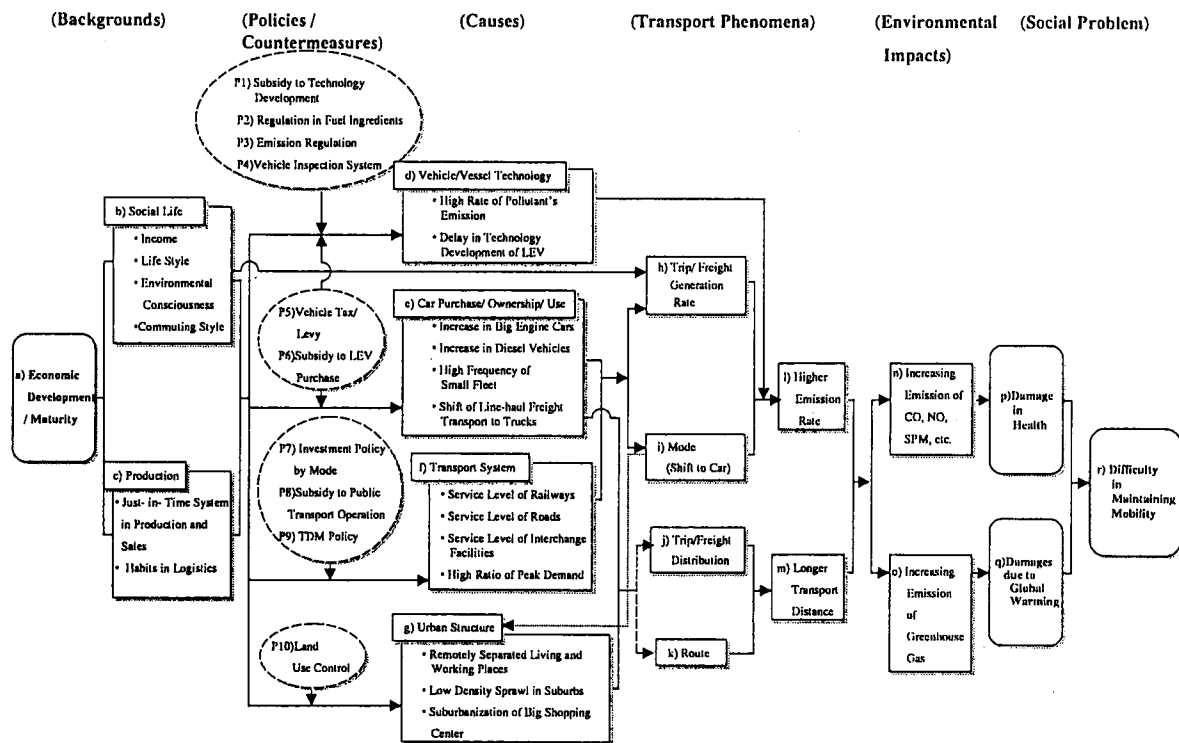 (Backgrounds)
(Policies /
Countermeasures)
(Causes)
(Transport Phenomena)
(Environmental
Impacts)
(Social Problem)
P1) Subsidy to Technology
Development
P2) Regulation in Fuel Ingredients
P3) Emission Regulation
P4) Vehicle Inspection System
d) Vehicle/Vessel Technology
• High Rate of Pollutant's
Emission
• Delay in Technology
Development of LEV
b) Social Life
• Income
• Life Style
• Environmental
Consciousness
•Commuting Style
h) Trip/ Freight
Generation
Rate
P5)Vehicle Tax/
Levy
P6)Subsidy to LEV
Purchase
e) Car Purchase/ Ownership/ Use
• Increase in Big Engine Cars
• Increase in Diesel Vehicles
• High Frequency of
Small Fleet
• Shift of Line-haul Freight
Transport to Trucks
a) Economic
Development
/ Maturity
l) Higher
Emission
Rate
n) Increasing
Emission of
CO, NO,
SPM, etc.
p)Damage
in
Health
i) Mode
(Shift to Car)
c) Production
• Just- in- Time System
in Production and
Sales
• Habits in Logistics
P7) Investment Policy
by Mode
P8)Subsidy to Public
Transport Operation
P9) TDM Policy
f) Transport System
• Service Level of Railways
• Service Level of Roads
• Service Level of Interchange
Facilities
• High Ratio of Peak Demand
r) Difficulty
in
Maintaining
Mobility
j) Trip/Freight
Distribution
m) Longer
Transport
Distance
o) Increasing
Emission
of
Greenhouse
Gas
q)Damages
due to
Global
Warming
k) Route
P10)Land
Use Control
g) Urban Structure
• Remotely Separated Living and
Working Places
• Low Density Sprawl in Suburbs
• Suburbanization of Big Shopping
Center